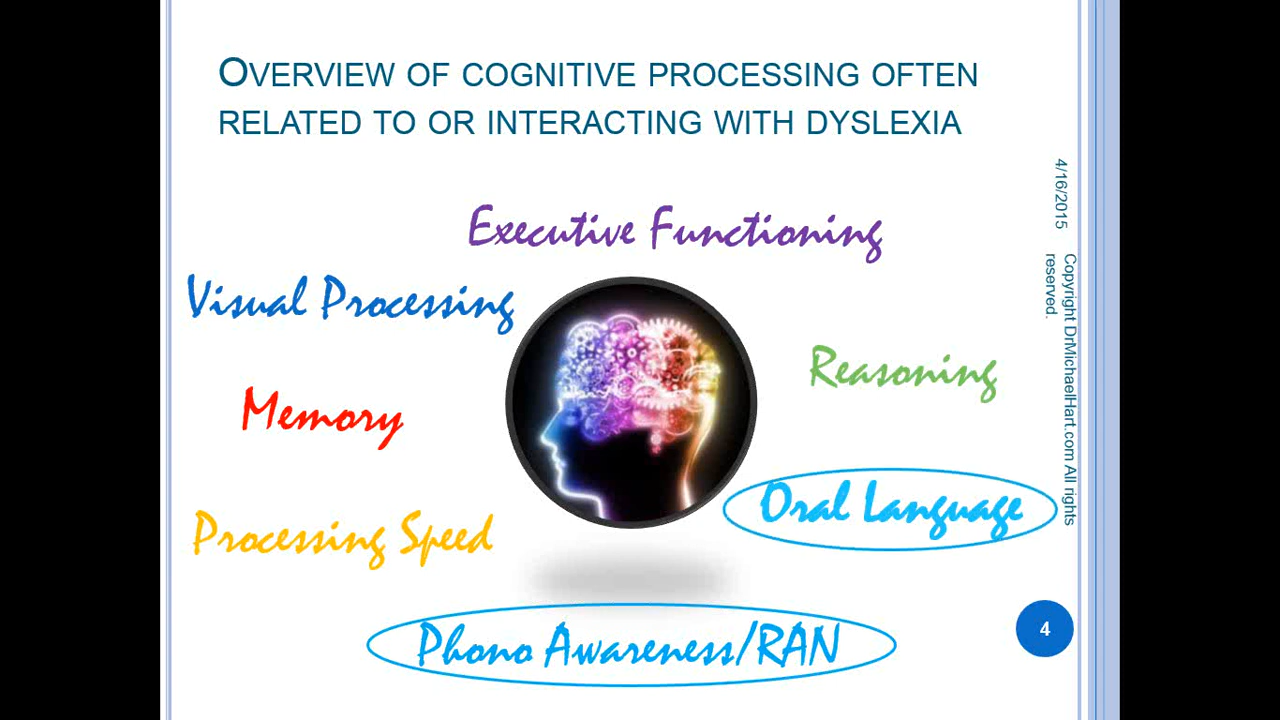 OVERVIEW OF COGNITIVE PROCESSING OFTEN
RELATED TO OR INTERACTING WITH DYSLEXIA
4/16/2015
Copyright DrMichaelHart.com All rights
reserved.
Executive Functioning
Visual Processing
Reasoning
Memory
Oral Language
Processing Speed
Phono Awareness/RAN
4